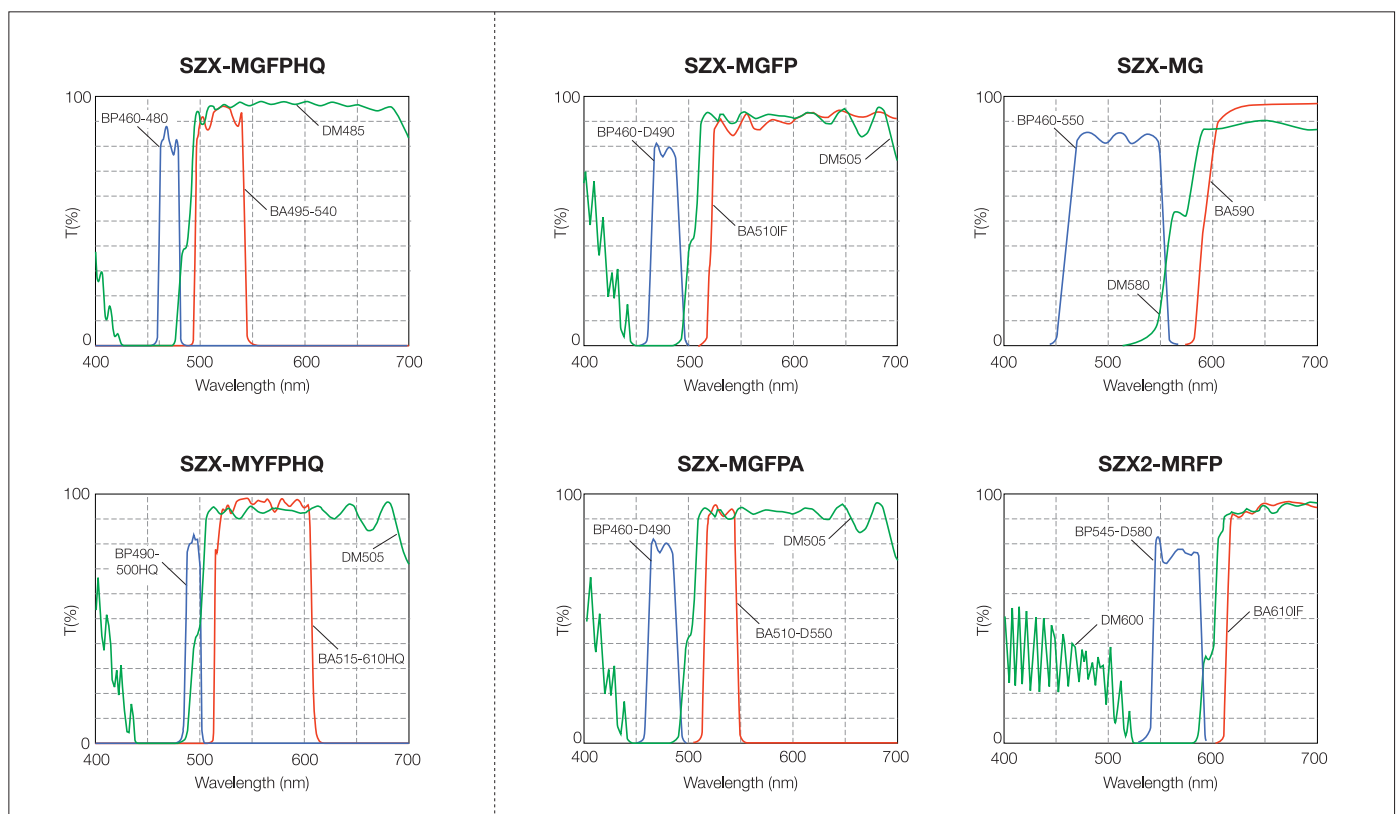 SZX-MGFPHQ
100
BP460-480
DM485
BA495-540
T(%)
0
400
500
600
700
Wavelength (nm)
SZX-MGFP
100
BP460-D490
DM505
BA510IF
T(%)
0
400
500
600
700
Wavelength (nm)
SZX-MG
100
BP460-550
BA590
DM580
T(%)
0
400
500
600
700
Wavelength (nm)
SZX-MYFPHQ
100
BP490-
500HQ
DM505
BA515-610HQ
T(%)
0
400
500
600
700
Wavelength (nm)
SZX-MGFPA
100
BP460-D490
DM505
BA510-D550
T(%)
0
400
500
600
700
Wavelength (nm)
SZX2-MRFP
100
BP545-D580
DM600
BA610IF
T(%)
0
400
500
600
700
Wavelength (nm)